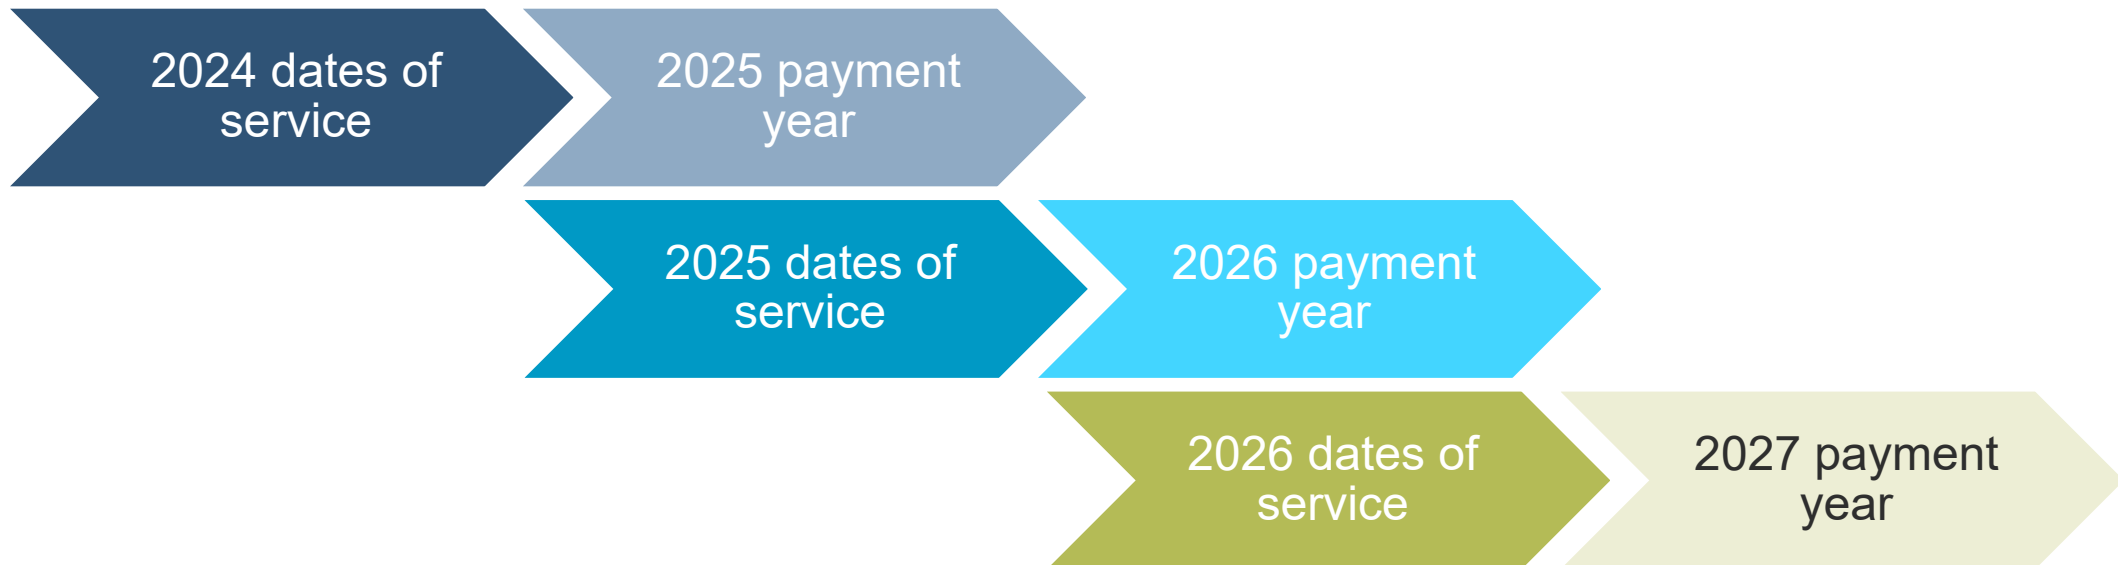 2024 dates of
service
2025 payment
year
2025 dates of
service
2026 payment
year
2026 dates of
service
2027 payment
year